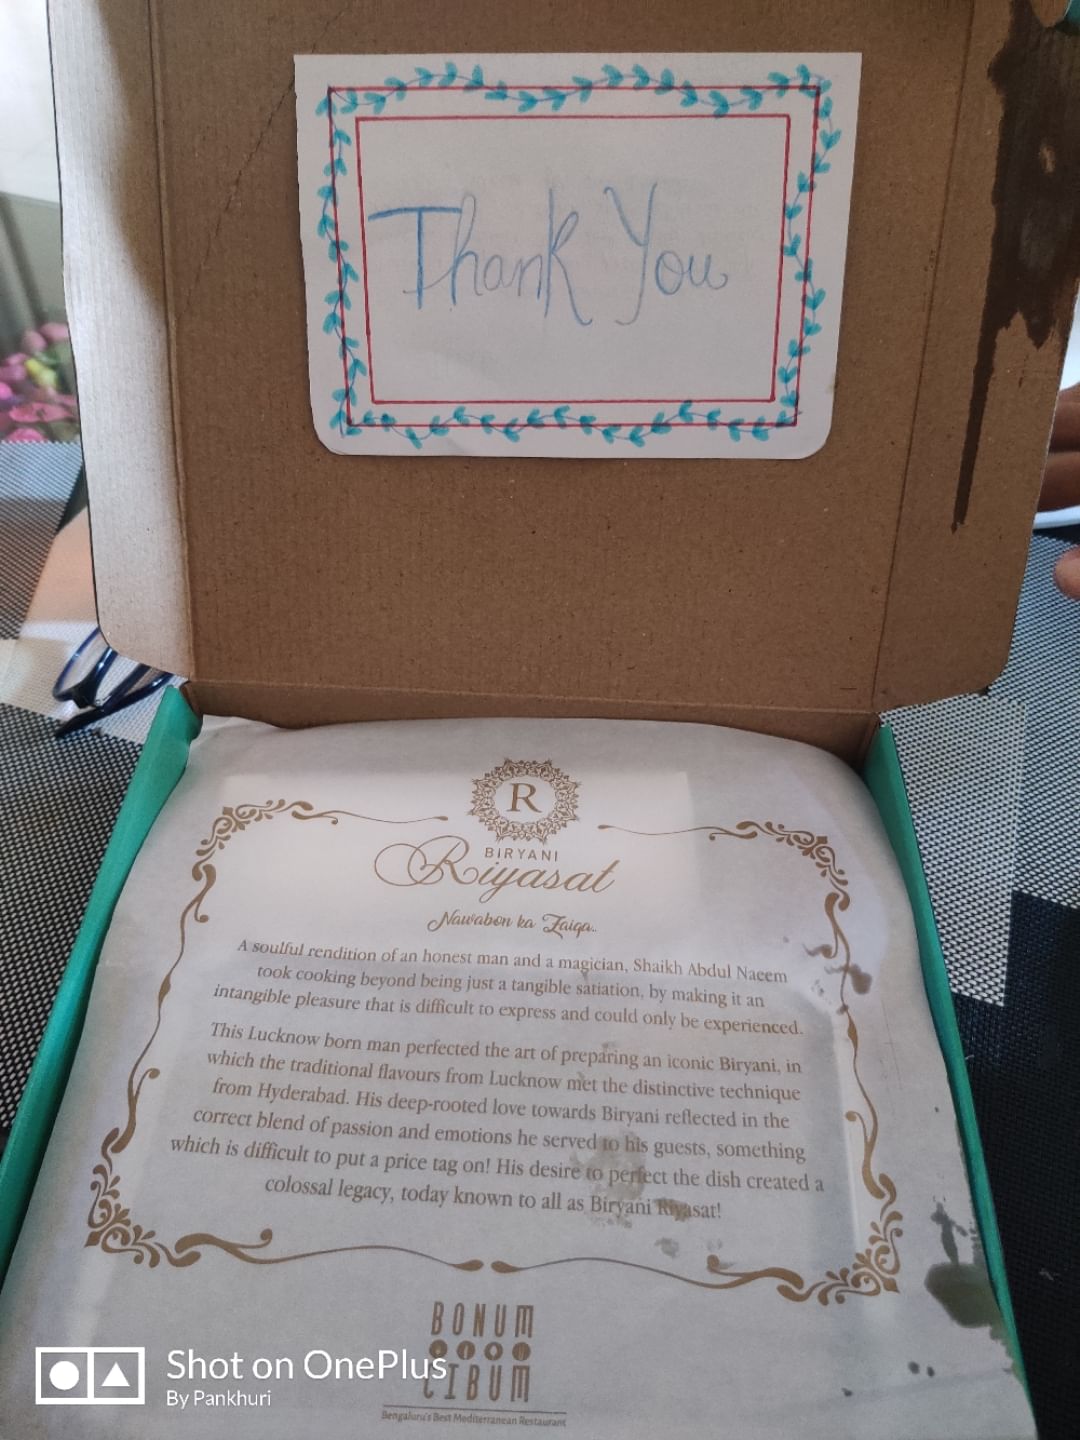 Thank You
R
BIRYANI
Riyasat
Nawabon ka Zaiqa..
A soulful rendition of an honest man and a magician, Shaikh Abdul Naeem
took cooking beyond being just a tangible satiation, by making it an
intangible pleasure that is difficult to express and could only be experienced.
This Lucknow born man perfected the art of preparing an iconic Biryani, in
which the traditional flavours from Lucknow met the distinctive technique
from Hyderabad. His deep-rooted love towards Biryani reflected in the
correct blend of passion and emotions he served to his guests, something
which is difficult to put a price tag on! His desire to perfect the dish created a
colossal legacy, today known to all as Biryani Riyasat!
BONUM
CIBUM
Bengaluru's Best Mediterranean Restaurant
Shot on OnePlus
By Pankhuri